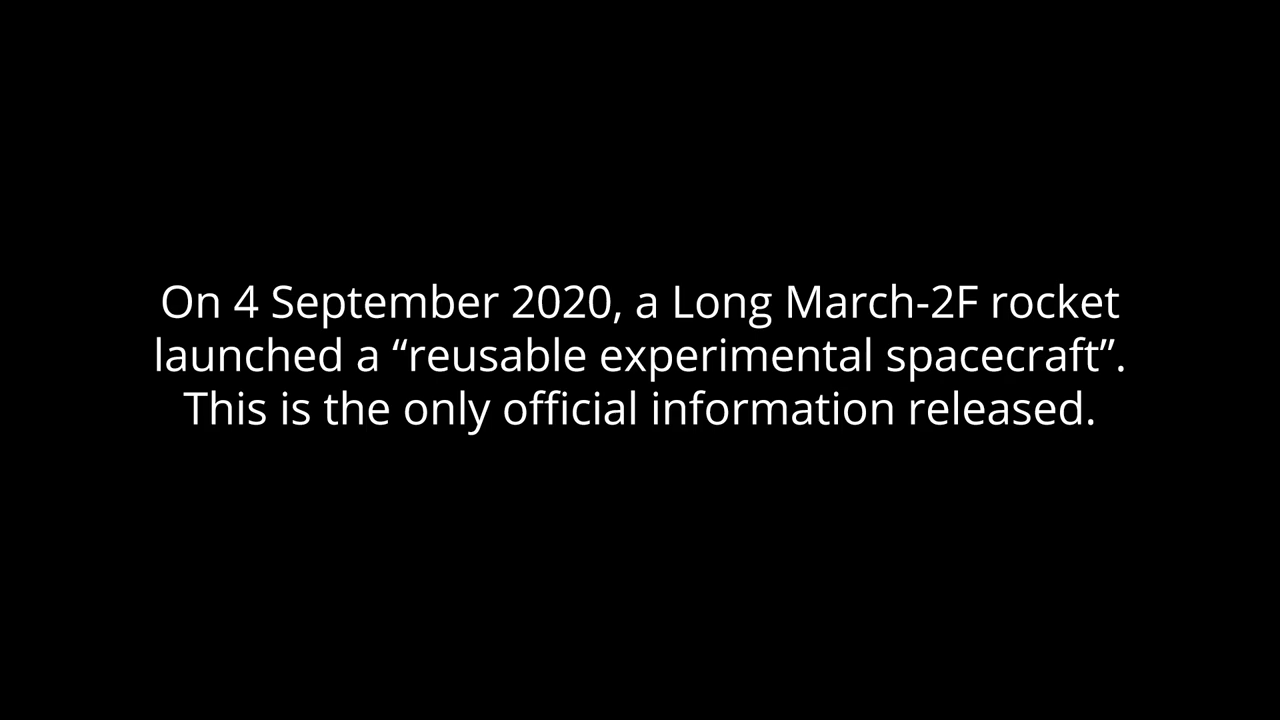 On 4 September 2020, a Long March-2F rocket
launched a “reusable experimental spacecraft”.
This is the only official information released.